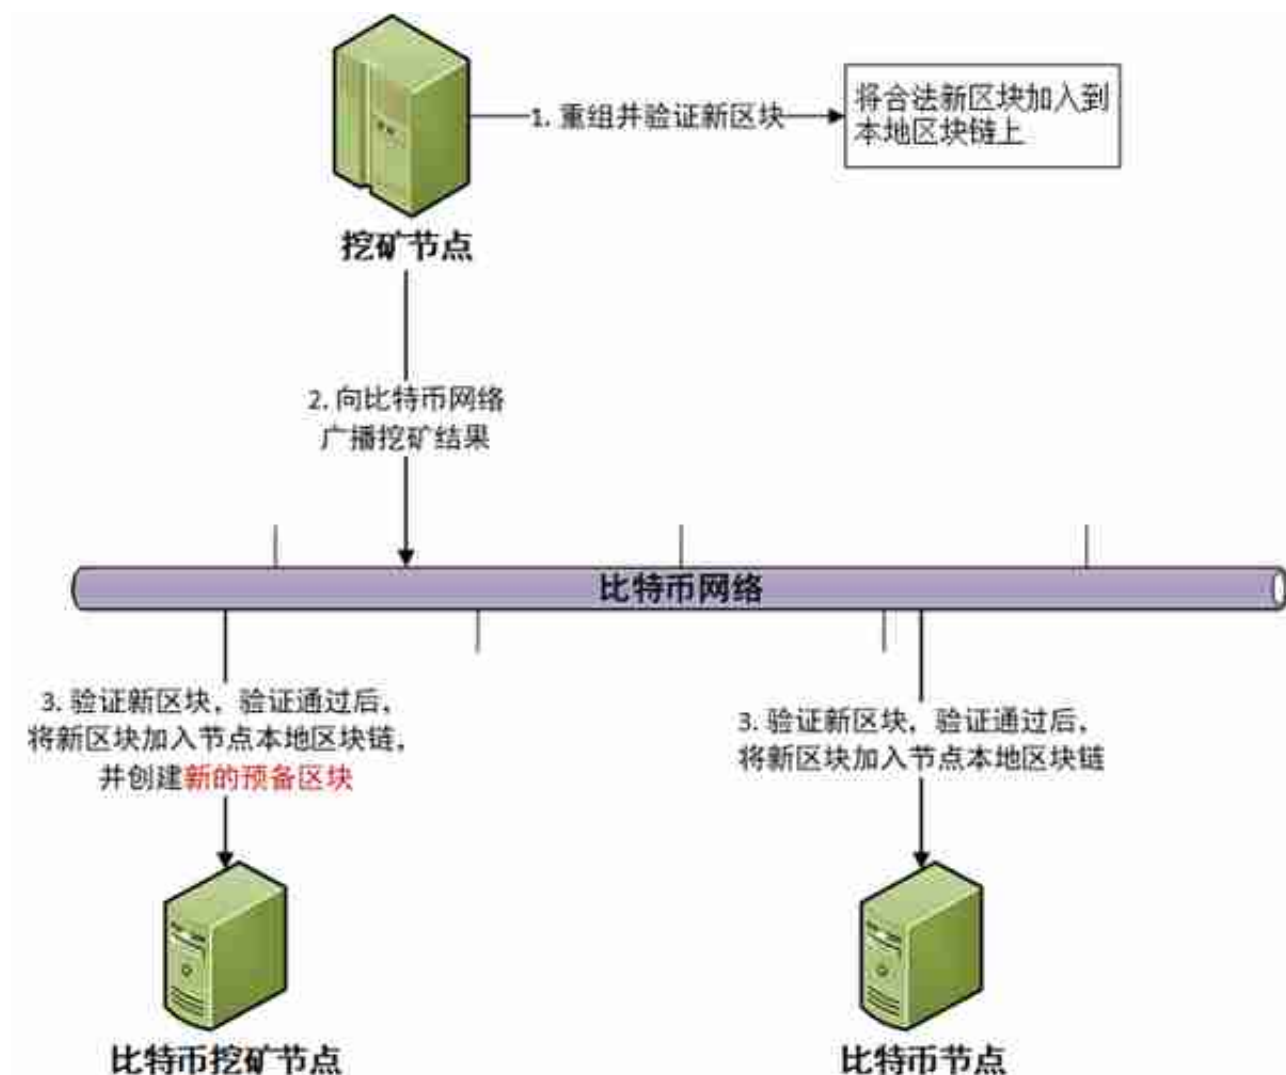 1. 重组并验证新区块
将合法新区块加入到
本地区块链上
挖矿节点
2. 向比特币网络
广播挖矿结果
比特币网络
3. 验证新区块，验证通过后，
将新区块加入节点本地区块链，
并创建新的预备区块
3. 验证新区块，验证通过后，
将新区块加入节点本地区块链
比特币挖矿节点
比特币节点